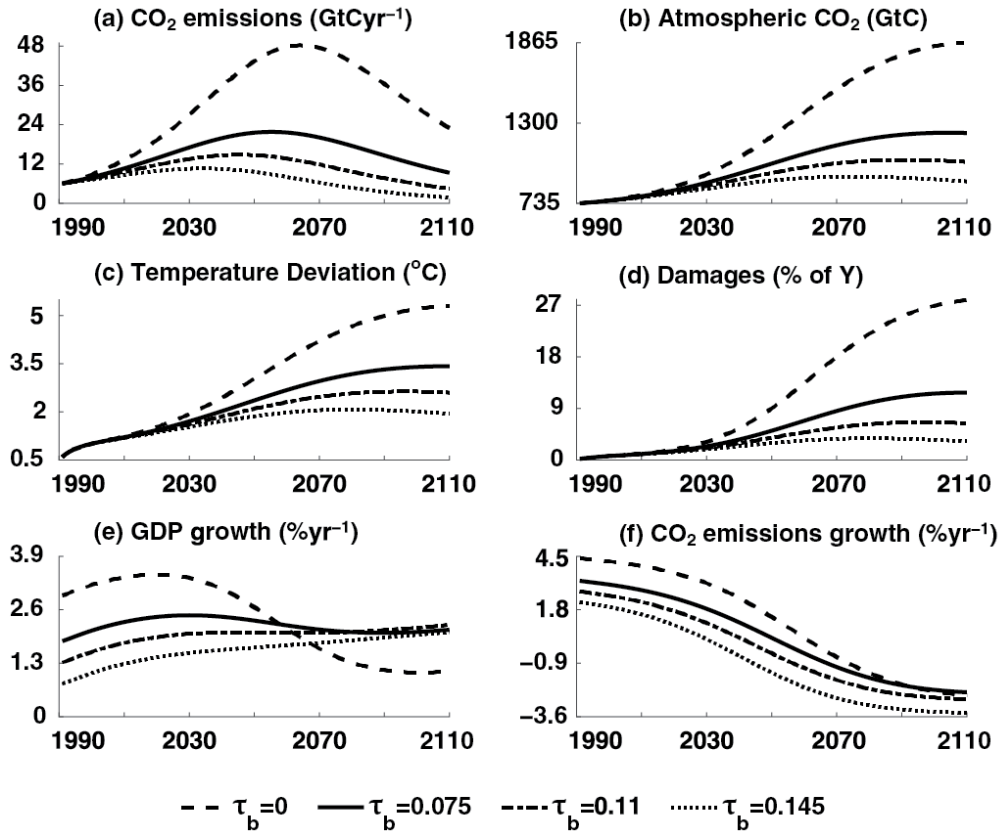 (a) CO₂ emissions (GtCyr⁻¹)
48
36
24
12
0
1990 2030 2070 2110
(b) Atmospheric CO₂ (GtC)
1865
1300
735
1990 2030 2070 2110
(c) Temperature Deviation (°C)
5
3.5
2
0.5
1990 2030 2070 2110
(d) Damages (% of Y)
27
18
9
0
1990 2030 2070 2110
(e) GDP growth (%yr⁻¹)
3.9
2.6
1.3
0
1990 2030 2070 2110
(f) CO₂ emissions growth (%yr⁻¹)
4.5
1.8
−0.9
−3.6
1990 2030 2070 2110
τb=0 τb=0.075 τb=0.11 τb=0.145